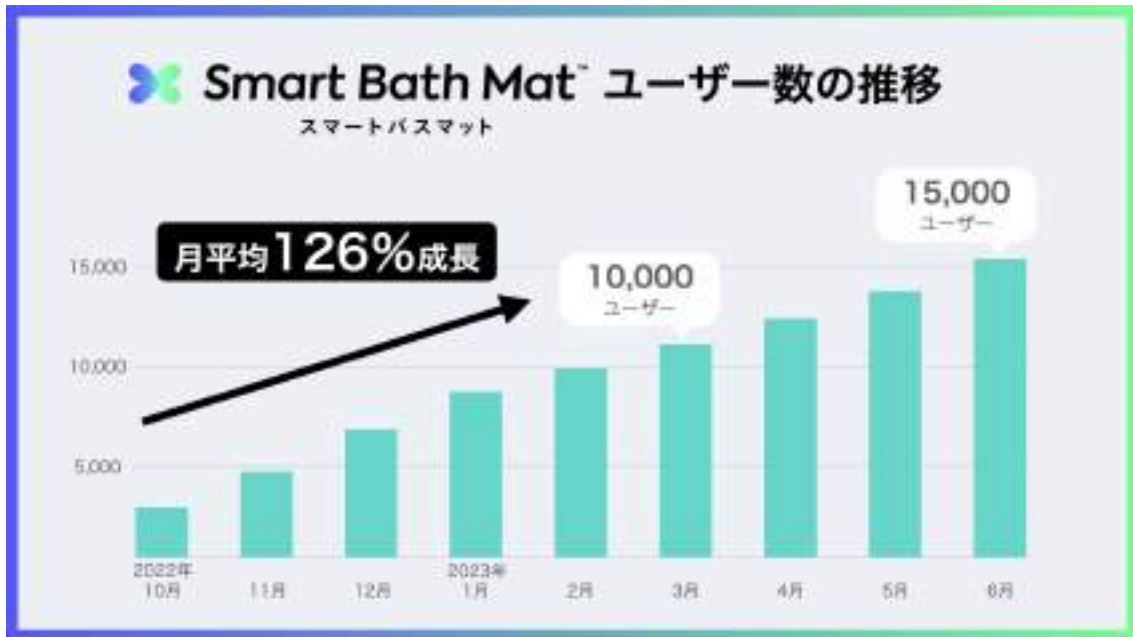 Smart Bath Mat™ ユーザー数の推移
スマートバスマット
月平均126%成長
15,000
ユーザー
10,000
ユーザー
15,000
10,000
5,000
2022年
10月
11月
12月
2023年
1月
2月
3月
4月
5月
6月